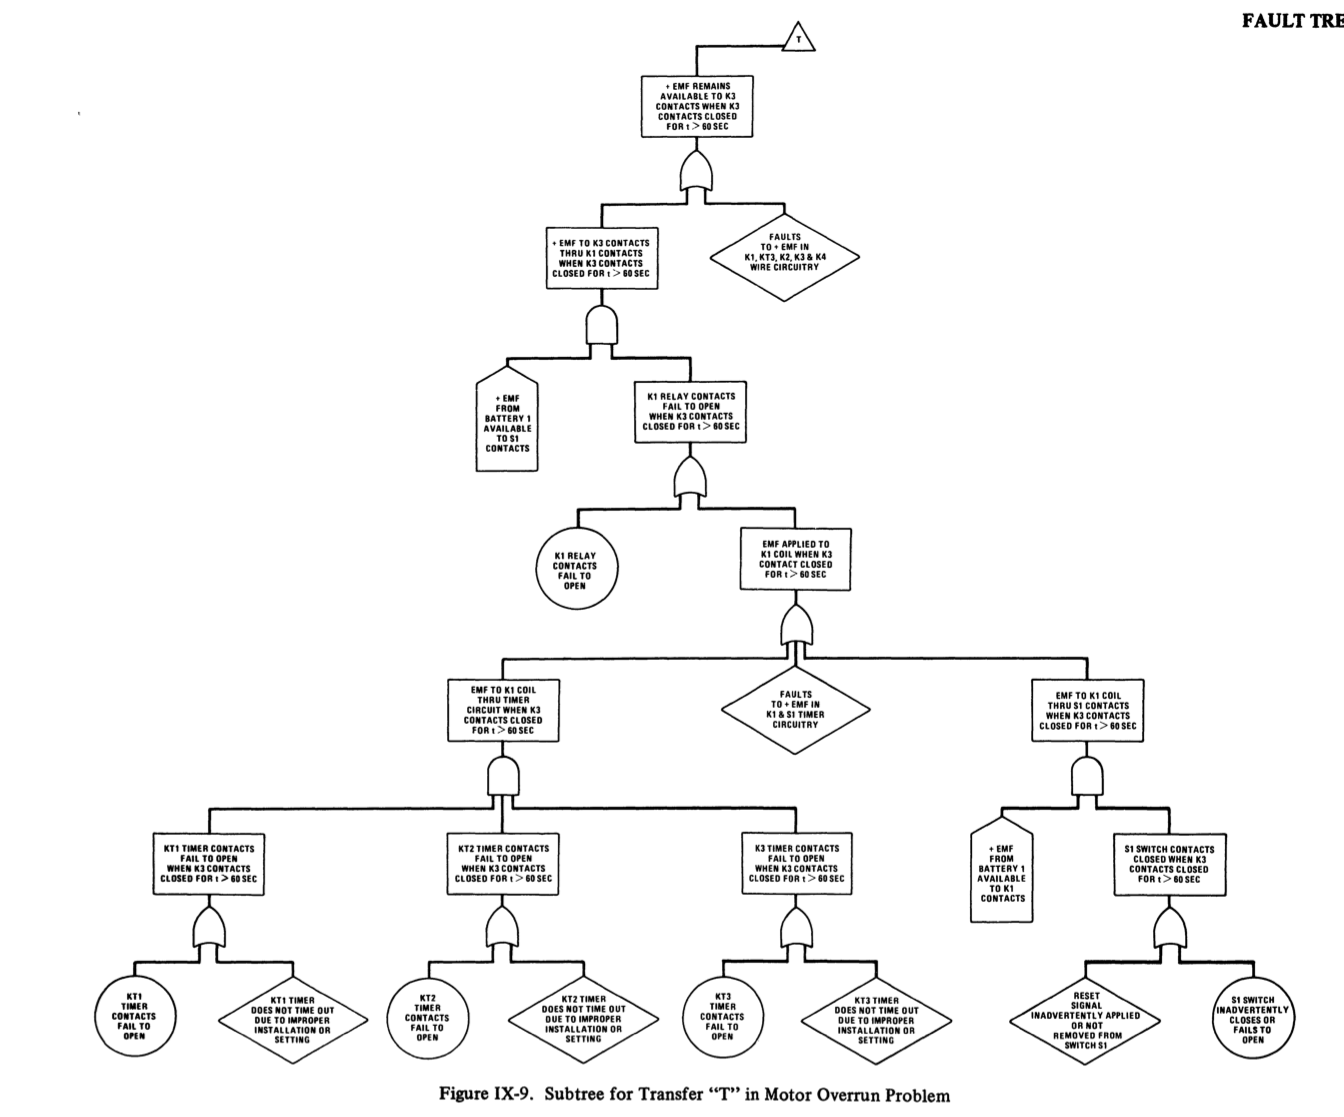 FAULT TRE
T
+ EMF REMAINS
AVAILABLE TO K3
CONTACTS WHEN K3
CONTACTS CLOSED
FOR t > 60 SEC
+ EMF TO K3 CONTACTS
THRU K1 CONTACTS
WHEN K3 CONTACTS
CLOSED FOR t > 60 SEC
FAULTS
TO + EMF IN
K1, KT3, K2, K3 & K4
WIRE CIRCUITRY
+ EMF
FROM
BATTERY 1
AVAILABLE
TO S1
CONTACTS
K1 RELAY CONTACTS
FAIL TO OPEN
WHEN K3 CONTACTS
CLOSED FOR t > 60 SEC
K1 RELAY
CONTACTS
FAIL TO
OPEN
EMF APPLIED TO
K1 COIL WHEN K3
CONTACT CLOSED
FOR t > 60 SEC
EMF TO K1 COIL
THRU TIMER
CIRCUIT WHEN K3
CONTACTS CLOSED
FOR t > 60 SEC
FAULTS
TO + EMF IN
K1 & S1 TIMER
CIRCUITRY
EMF TO K1 COIL
THRU S1 CONTACTS
WHEN K3 CONTACTS
CLOSED FOR t > 60 SEC
KT1 TIMER CONTACTS
FAIL TO OPEN
WHEN K3 CONTACTS
CLOSED FOR t > 60 SEC
KT2 TIMER CONTACTS
FAIL TO OPEN
WHEN K3 CONTACTS
CLOSED FOR t > 60 SEC
K3 TIMER CONTACTS
FAIL TO OPEN
WHEN K3 CONTACTS
CLOSED FOR t > 60 SEC
+ EMF
FROM
BATTERY 1
AVAILABLE
TO K1
CONTACTS
S1 SWITCH CONTACTS
CLOSED WHEN K3
CONTACTS CLOSED
FOR t > 60 SEC
KT1
TIMER
CONTACTS
FAIL TO
OPEN
KT1 TIMER
DOES NOT TIME OUT
DUE TO IMPROPER
INSTALLATION OR
SETTING
KT2
TIMER
CONTACTS
FAIL TO
OPEN
KT2 TIMER
DOES NOT TIME OUT
DUE TO IMPROPER
INSTALLATION OR
SETTING
KT3
TIMER
CONTACTS
FAIL TO
OPEN
KT3 TIMER
DOES NOT TIME OUT
DUE TO IMPROPER
INSTALLATION OR
SETTING
RESET
SIGNAL
INADVERTENTLY APPLIED
OR NOT
REMOVED FROM
SWITCH S1
S1 SWITCH
INADVERTENTLY
CLOSES OR
FAILS TO
OPEN
Figure IX-9. Subtree for Transfer “T” in Motor Overrun Problem